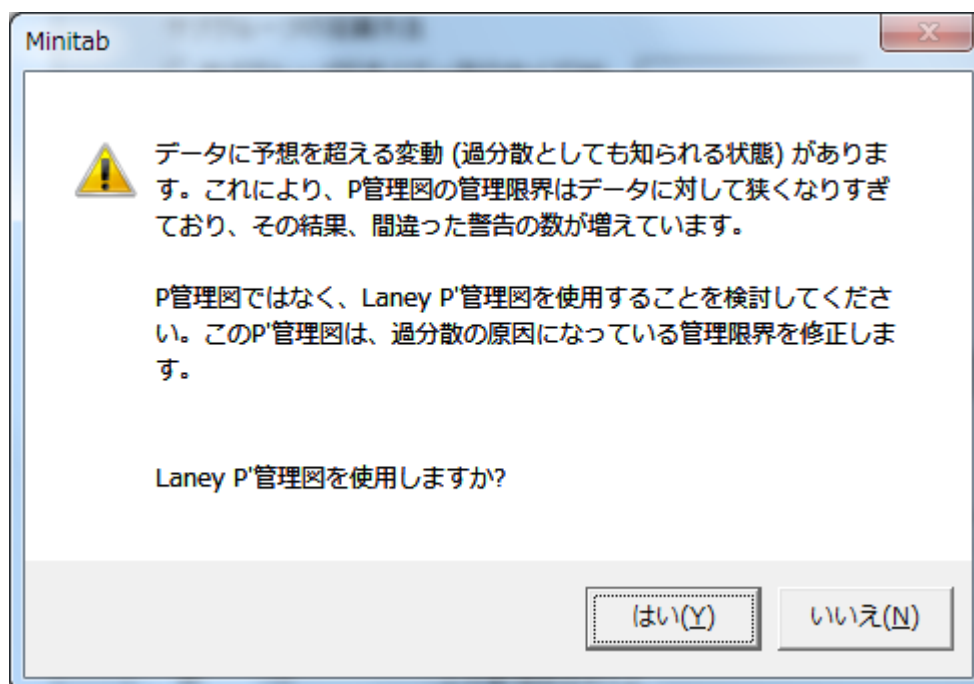 Minitab
データに予想を超える変動 (過分散としても知られる状態) がありま
す。これにより、P管理図の管理限界はデータに対して狭くなりすぎ
ており、その結果、間違った警告の数が増えています。
P管理図ではなく、Laney P'管理図を使用することを検討してくださ
い。このP'管理図は、過分散の原因になっている管理限界を修正しま
す。
Laney P'管理図を使用しますか?
はい(Y)
いいえ(N)